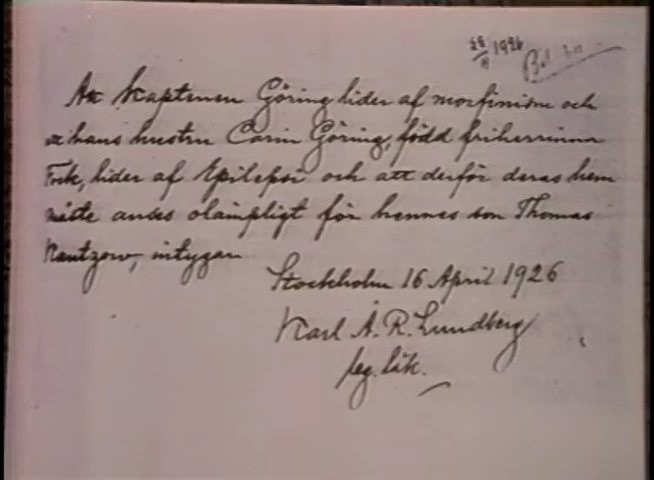 22/4 1926 Bil.
Att Kaptenen Göring lider af morfinism och
att hans hustru Carin Göring, född friherrinna
Fock, lider af Epilepsi och att derför deras hem
måste anses olämpligt för hennes son Thomas
Kantzow, intygar
Stockholm 16 April 1926
Karl A. R. Lundberg
leg. läk.